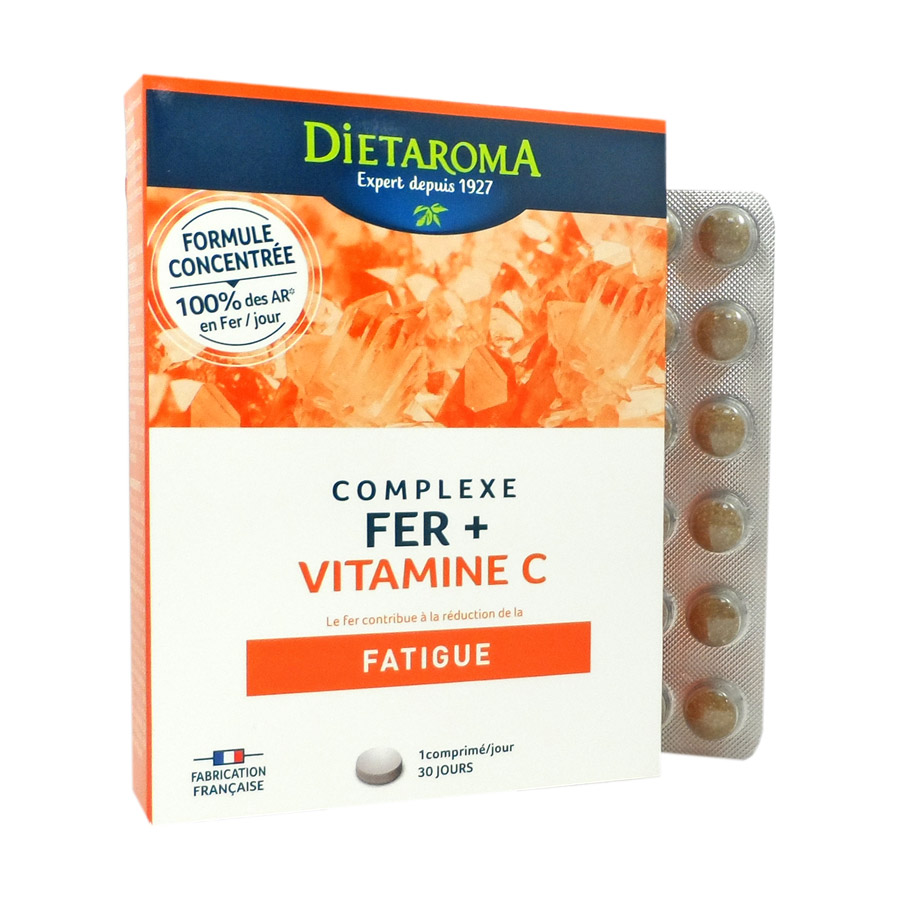 DIETAROMA
Expert depuis 1927
FORMULE
CONCENTRÉE
100% des AR*
en Fer / jour
COMPLEXE
FER +
VITAMINE C
Le fer contribue à la réduction de la
FATIGUE
FABRICATION
FRANÇAISE
1comprimé/jour
30 JOURS